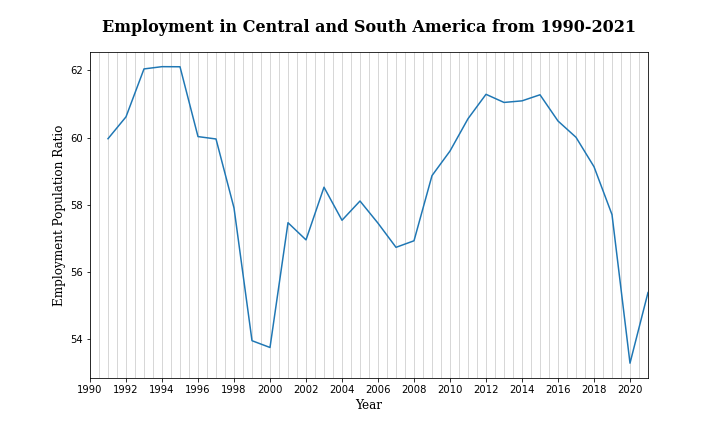 Employment in Central and South America from 1990-2021
Employment Population Ratio
62
60
58
56
54
1990 1992 1994 1996 1998 2000 2002 2004 2006 2008 2010 2012 2014 2016 2018 2020
Year